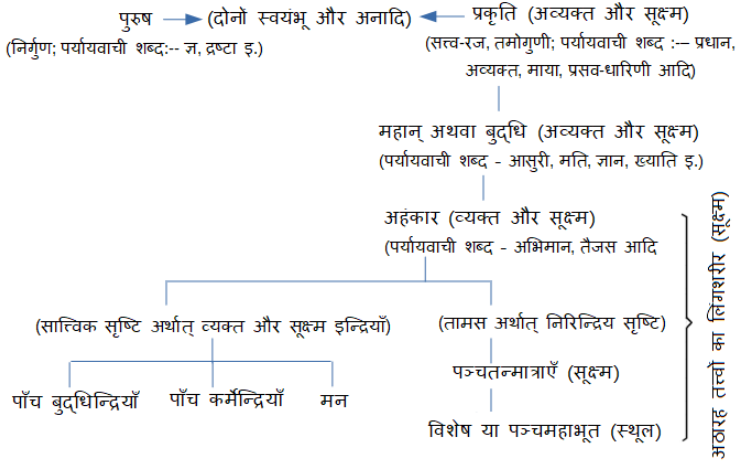 पुरुष (दोनों स्वयंभू और अनादि) प्रकृति (अव्यक्त और सूक्ष्म)
(निर्गुण; पर्यायवाची शब्द:-- ज्ञ, द्रष्टा इ.) (सत्त्व-रज, तमोगुणी; पर्यायवाची शब्द :-– प्रधान,
अव्यक्त, माया, प्रसव-धारिणी आदि)
महान् अथवा बुद्धि (अव्यक्त और सूक्ष्म)
(पर्यायवाची शब्द - आसुरी, मति, ज्ञान, ख्याति इ.)
अहंकार (व्यक्त और सूक्ष्म)
(पर्यायवाची शब्द - अभिमान, तैजस आदि
(सात्त्विक सृष्टि अर्थात् व्यक्त और सूक्ष्म इन्द्रियाँ) (तामस अर्थात् निरिन्द्रिय सृष्टि)
पाँच बुद्धिन्द्रियाँ पाँच कर्मेन्द्रियाँ मन
पञ्चतन्मात्राएँ (सूक्ष्म)
विशेष या पञ्चमहाभूत (स्थूल)
अठारह तत्त्वों का लिंगशरीर (सूक्ष्म)